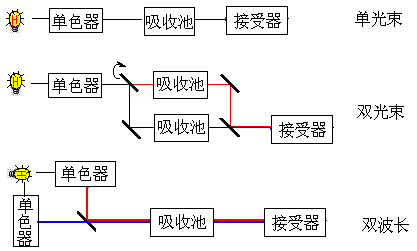 单色器 吸收池 接受器 单光束
单色器 吸收池
吸收池 接受器 双光束
单色器
单色器 吸收池 接受器 双波长